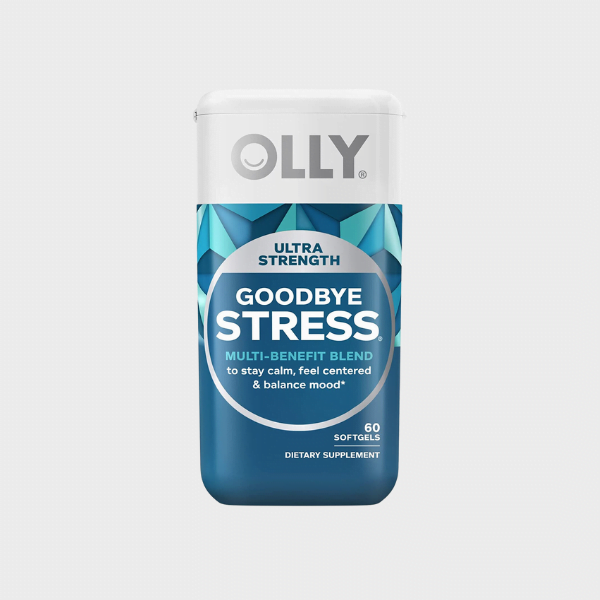 OLLY®
ULTRA
STRENGTH
GOODBYE
STRESS®
MULTI-BENEFIT BLEND
to stay calm, feel centered
& balance mood*
60
SOFTGELS
DIETARY SUPPLEMENT